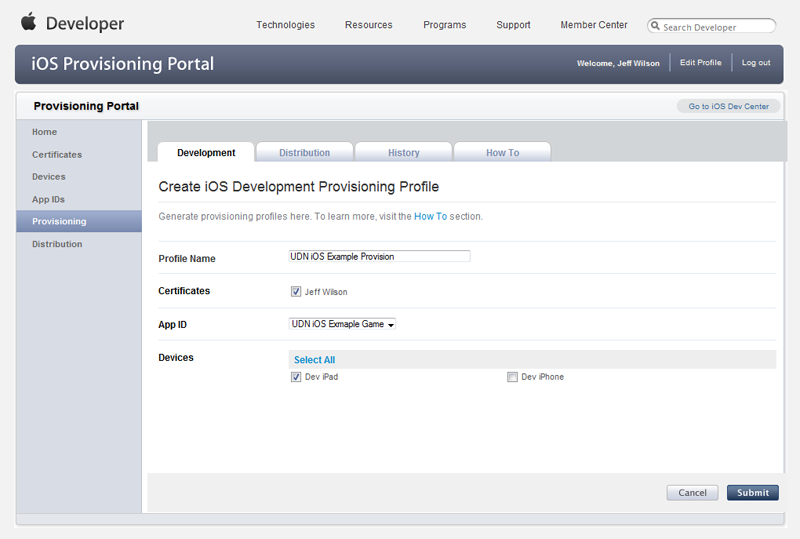 Developer Technologies Resources Programs Support Member Center Search Developer
iOS Provisioning Portal Welcome, Jeff Wilson Edit Profile Log out
Provisioning Portal Go to iOS Dev Center
Home
Certificates
Devices
App IDs
Provisioning
Distribution
Development Distribution History How To
Create iOS Development Provisioning Profile
Generate provisioning profiles here. To learn more, visit the How To section.
Profile Name UDN iOS Example Provision
Certificates Jeff Wilson
App ID UDN iOS Exmaple Game
Devices Select All
Dev iPad Dev iPhone
Cancel Submit